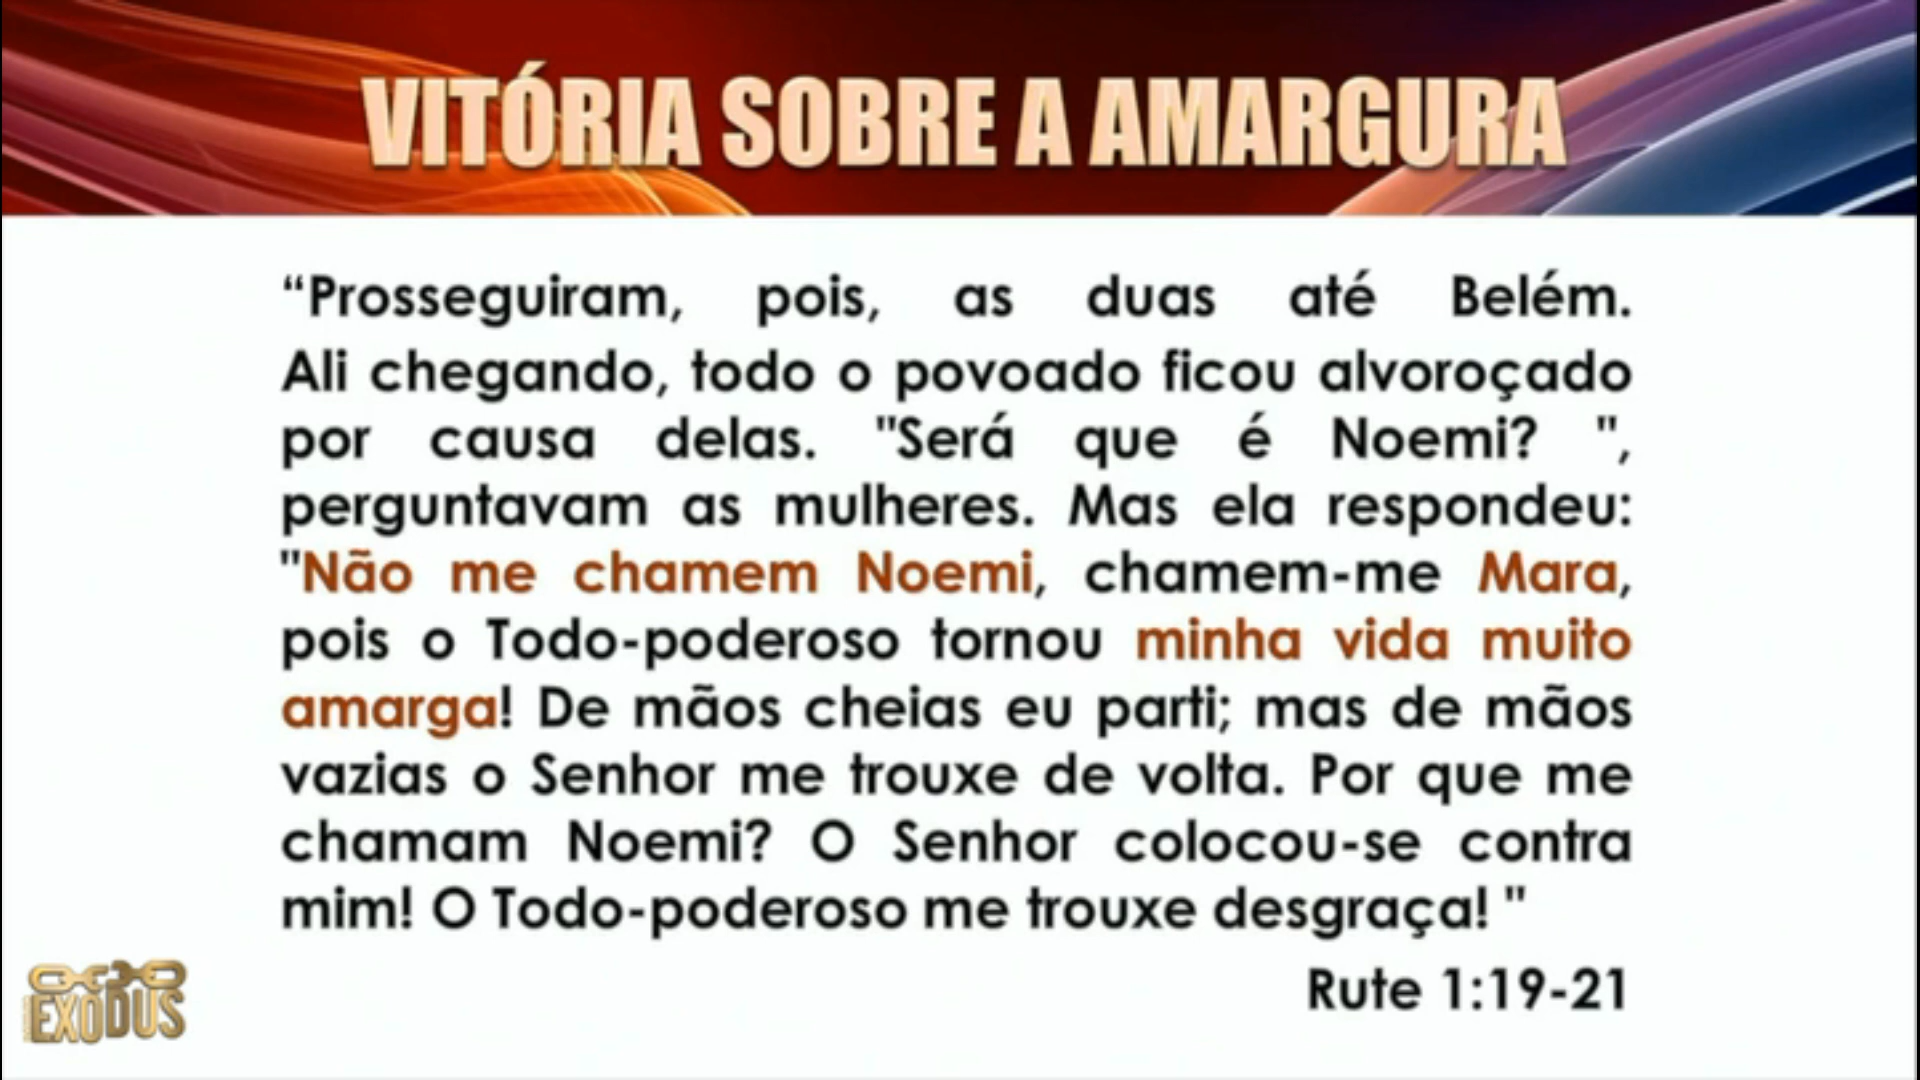 VITÓRIA SOBRE A AMARGURA
“Prosseguiram, pois, as duas até Belém.
Ali chegando, todo o povoado ficou alvoroçado
por causa delas. "Será que é Noemi? ",
perguntavam as mulheres. Mas ela respondeu:
"Não me chamem Noemi, chamem-me Mara,
pois o Todo-poderoso tornou minha vida muito
amarga! De mãos cheias eu parti; mas de mãos
vazias o Senhor me trouxe de volta. Por que me
chamam Noemi? O Senhor colocou-se contra
mim! O Todo-poderoso me trouxe desgraça! "
Rute 1:19-21
EXODUS